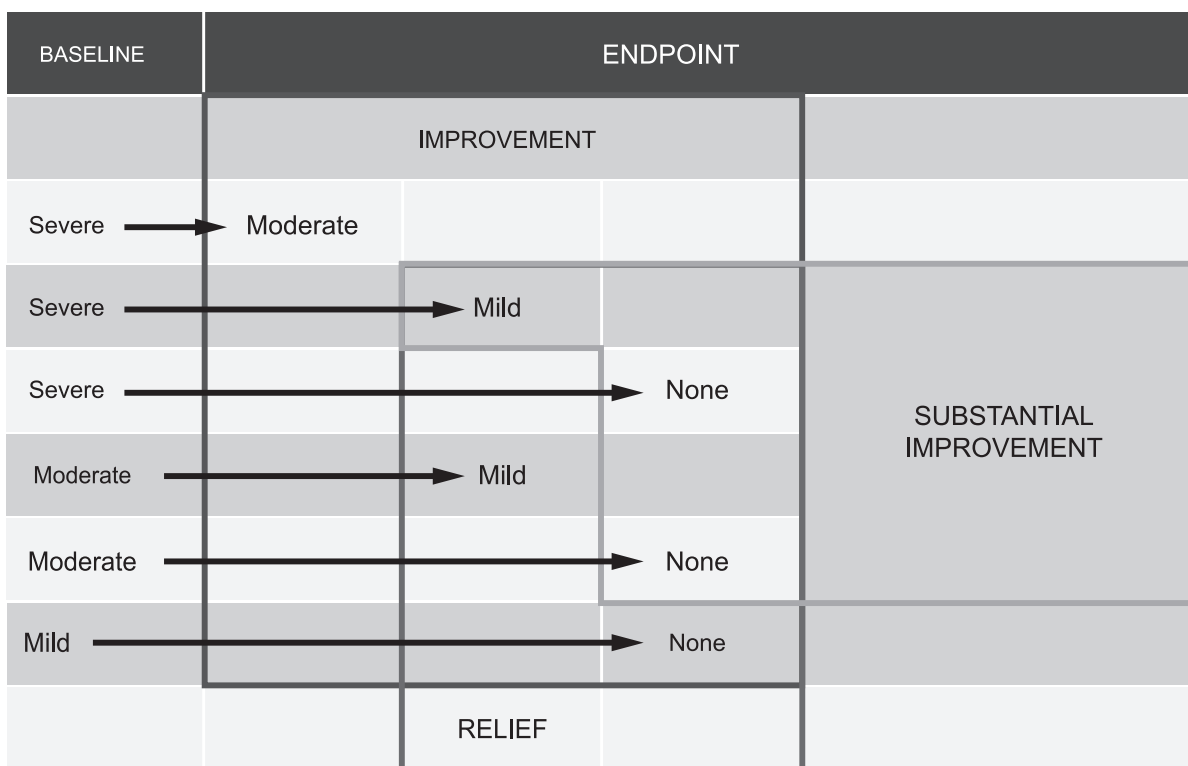 BASELINE
ENDPOINT
IMPROVEMENT
Severe
Moderate
Severe
Mild
Severe
None
SUBSTANTIAL
IMPROVEMENT
Moderate
Mild
Moderate
None
Mild
None
RELIEF